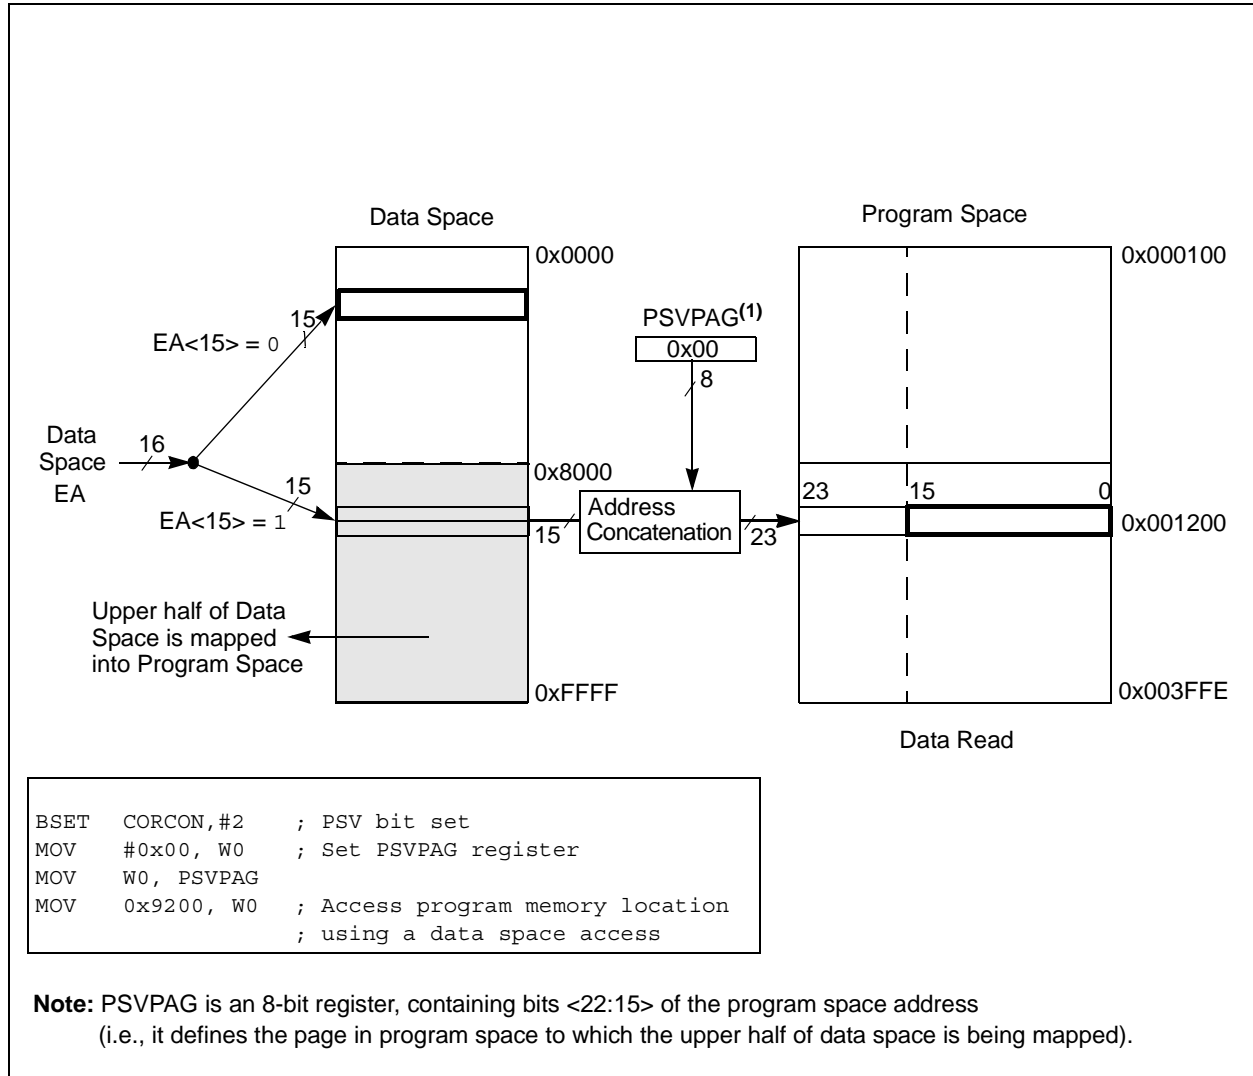 Data Space
Program Space
0x0000
0x000100
15
EA<15> = 0
PSVPAG(1)
0x00
8
Data
Space
EA
16
0x8000
15
EA<15> = 1
15
Address
Concatenation
23
23 15 0
0x001200
Upper half of Data
Space is mapped
into Program Space
0xFFFF
0x003FFE
Data Read
BSET CORCON,#2 ; PSV bit set
MOV #0x00, W0 ; Set PSVPAG register
MOV W0, PSVPAG
MOV 0x9200, W0 ; Access program memory location
; using a data space access
Note: PSVPAG is an 8-bit register, containing bits <22:15> of the program space address
(i.e., it defines the page in program space to which the upper half of data space is being mapped).